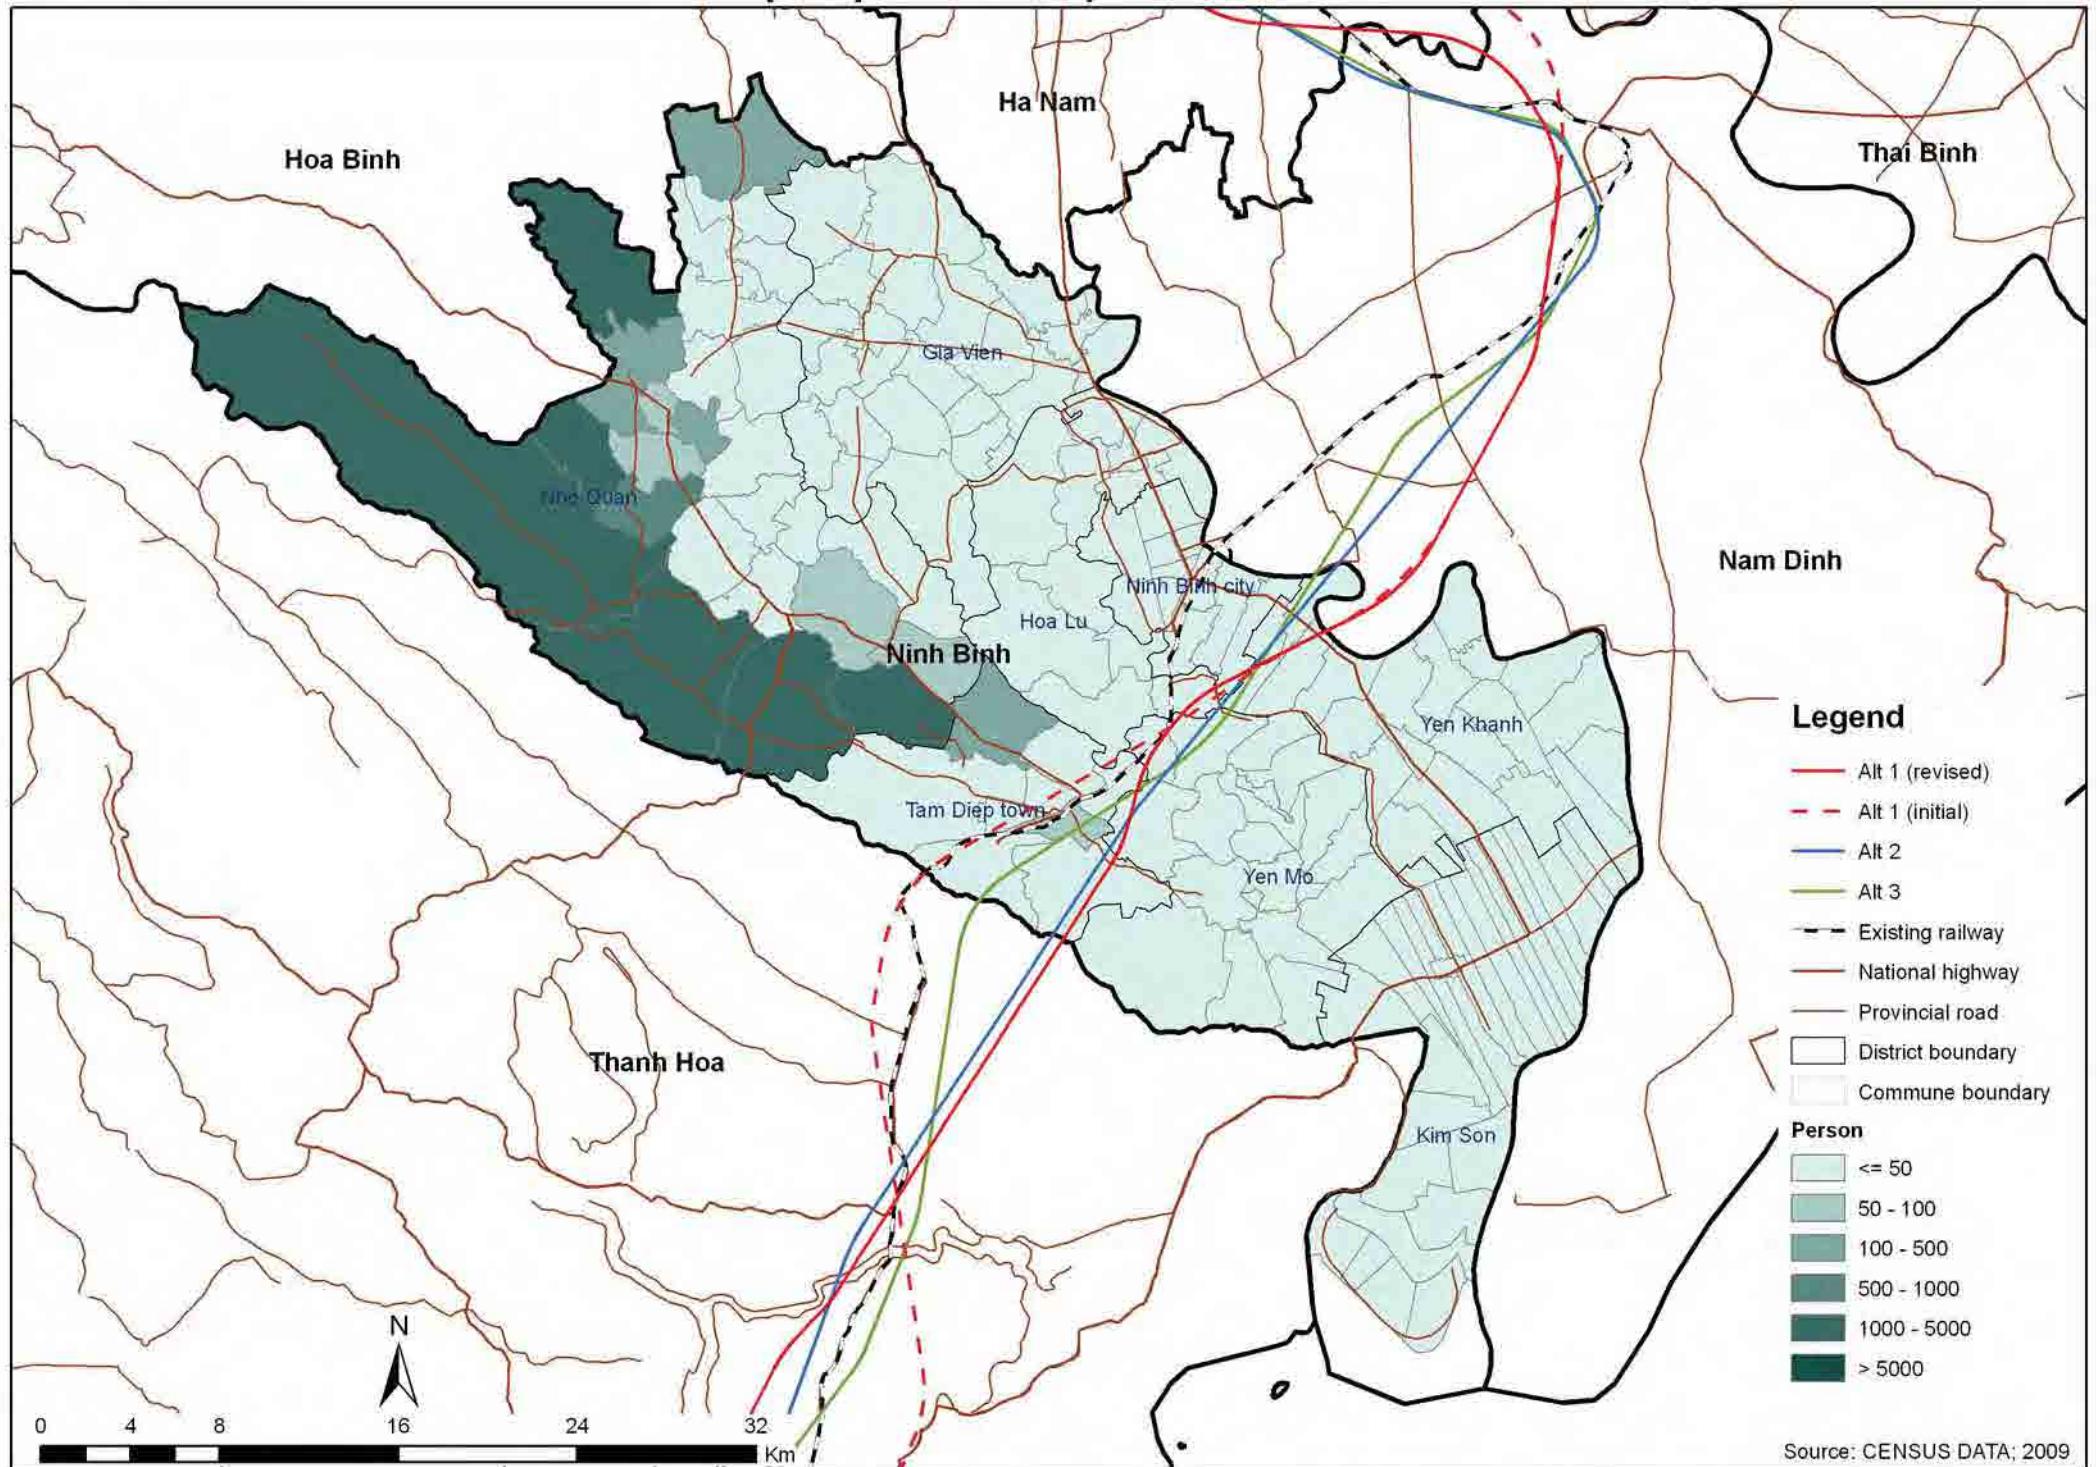 Hoa Binh
Ha Nam
Thai Binh
Gia Vien
Nho Quan
Nam Dinh
Ninh Binh city
Hoa Lu
Ninh Binh
Yen Khanh
Tam Diep town
Yen Mo
Thanh Hoa
Kim Son
Legend
Alt 1 (revised)
Alt 1 (initial)
Alt 2
Alt 3
Existing railway
National highway
Provincial road
District boundary
Commune boundary
Person
<= 50
50 - 100
100 - 500
500 - 1000
1000 - 5000
> 5000
N
0 4 8 16 24 32
Km
Source: CENSUS DATA; 2009